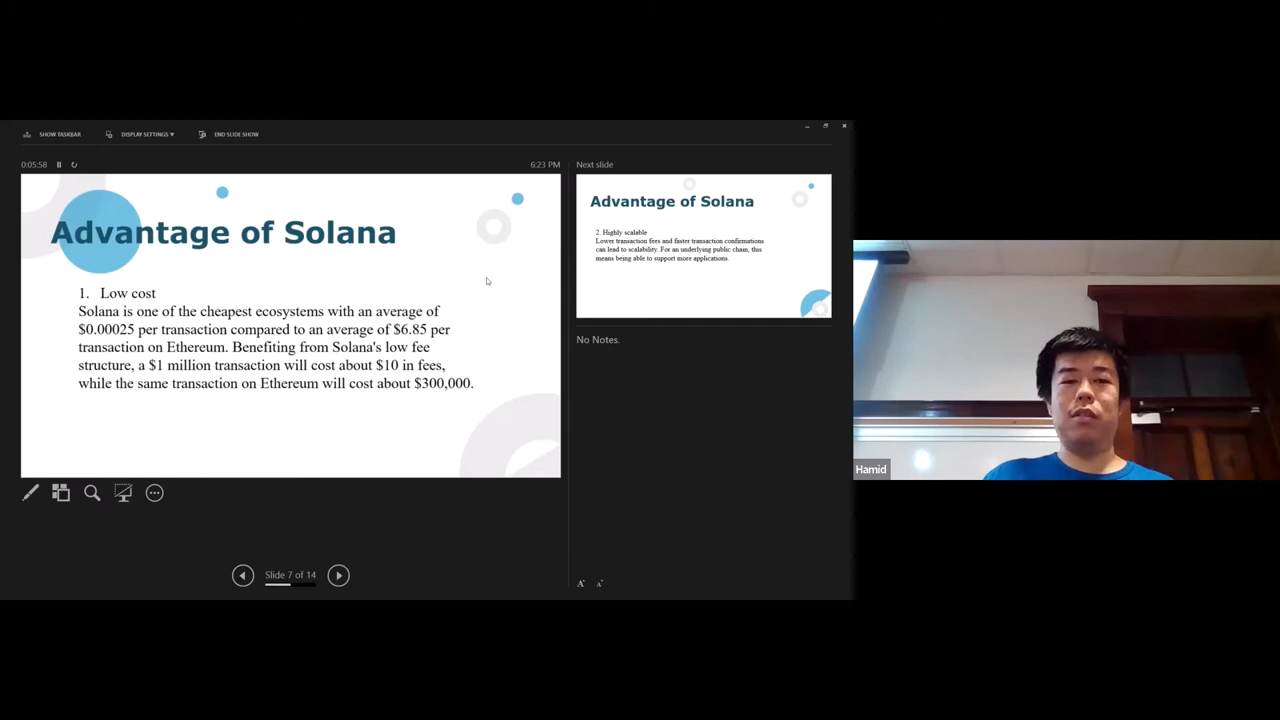 SHOW TASKBAR
DISPLAY SETTINGS ▾
END SLIDE SHOW
0:05:58
6:23 PM
Advantage of Solana
1. Low cost
Solana is one of the cheapest ecosystems with an average of
$0.00025 per transaction compared to an average of $6.85 per
transaction on Ethereum. Benefiting from Solana's low fee
structure, a $1 million transaction will cost about $10 in fees,
while the same transaction on Ethereum will cost about $300,000.
Slide 7 of 14
Next slide
Advantage of Solana
2. Highly scalable
Lower transaction fees and faster transaction confirmations
can lead to scalability. For an underlying public chain, this
means being able to support more applications.
No Notes.
A A
Hamid